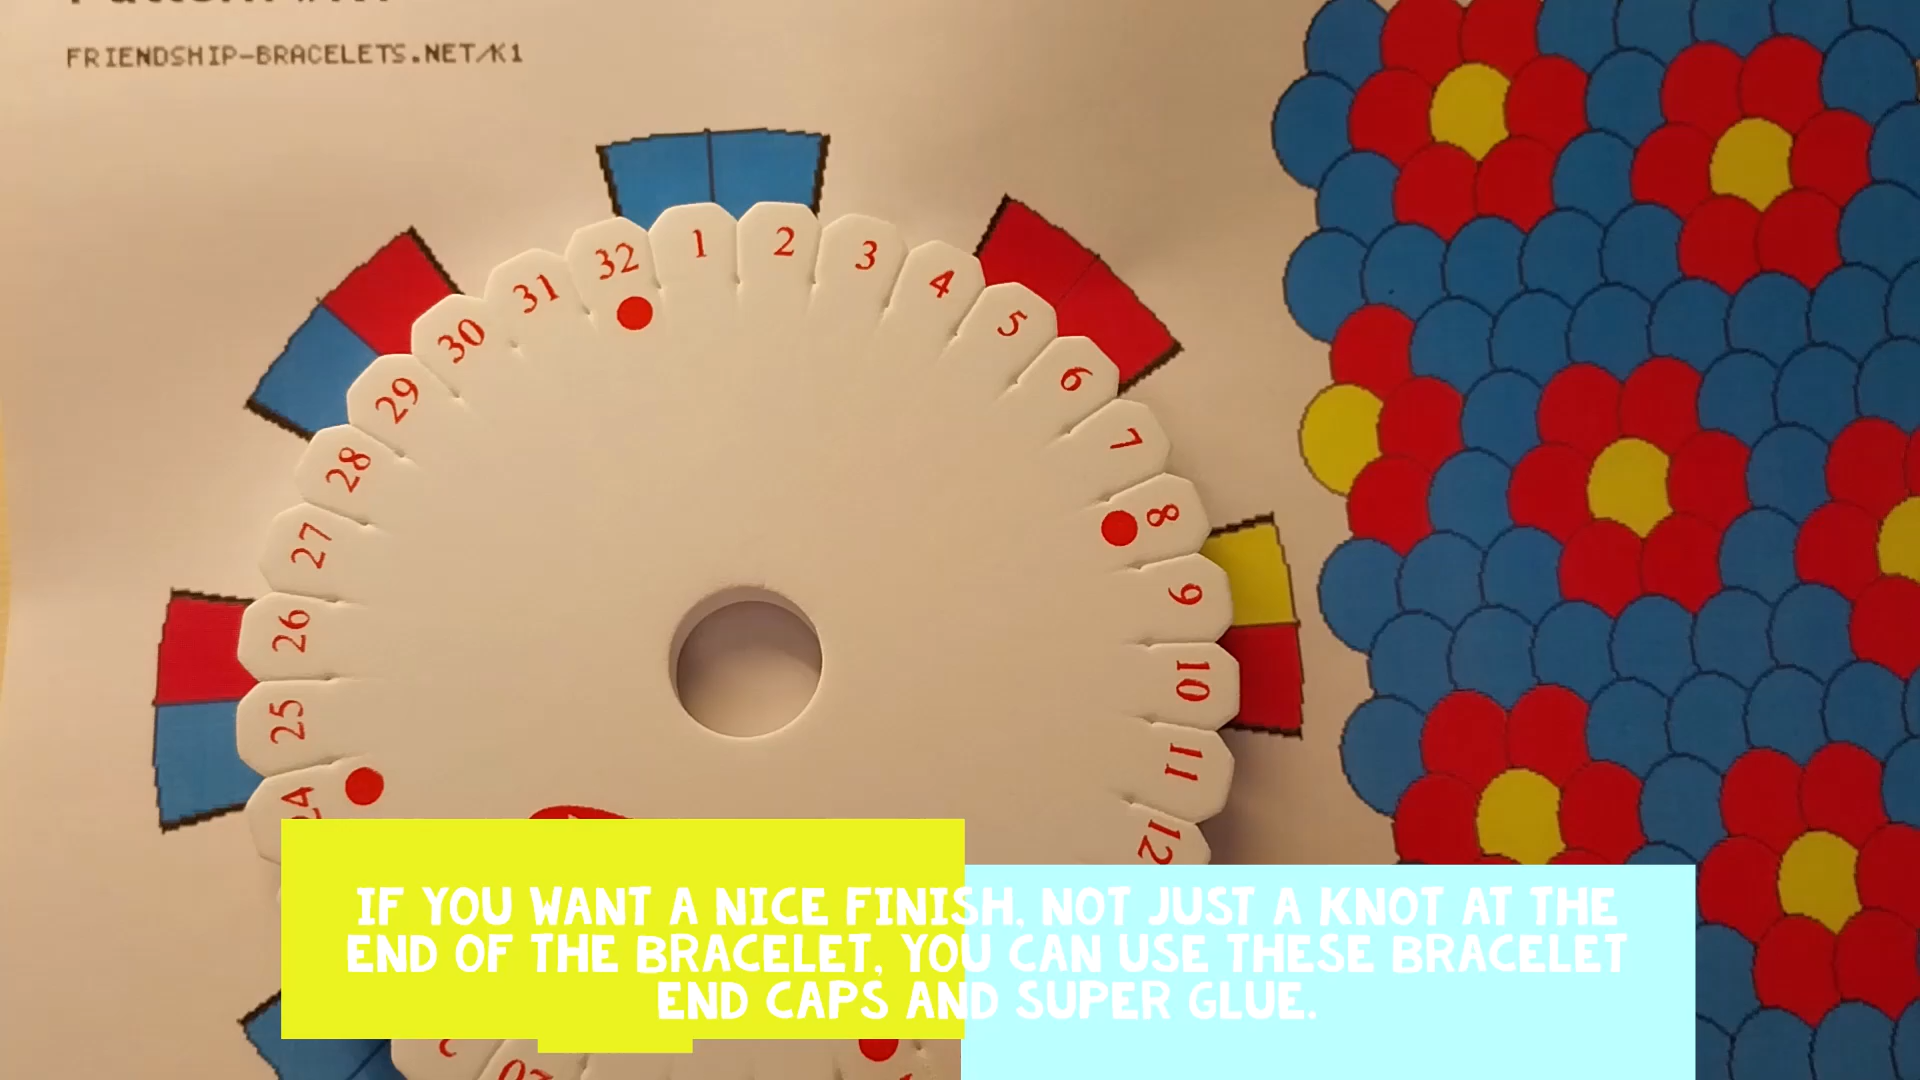 FRIENDSHIP-BRACELETS.NET/K1
32 1 2 3 4 5 6 7 8 9 10 11 12
31 30 29 28 27 26 25 24
IF YOU WANT A NICE FINISH, NOT JUST A KNOT AT THE
END OF THE BRACELET, YOU CAN USE THESE BRACELET
END CAPS AND SUPER GLUE.
20